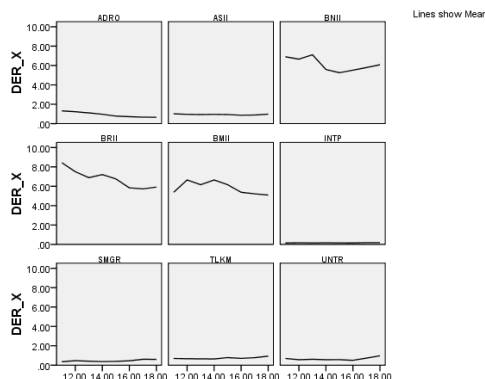 Lines show Mear
ADRO ASII BNII
DER_X
10.00
8.00
6.00
4.00
2.00
.00
BRII BMII INTP
DER_X
10.00
8.00
6.00
4.00
2.00
.00
SMGR TLKM UNTR
DER_X
10.00
8.00
6.00
4.00
2.00
.00
12.00 14.00 16.00 18.00 12.00 14.00 16.00 18.00 12.00 14.00 16.00 18.00